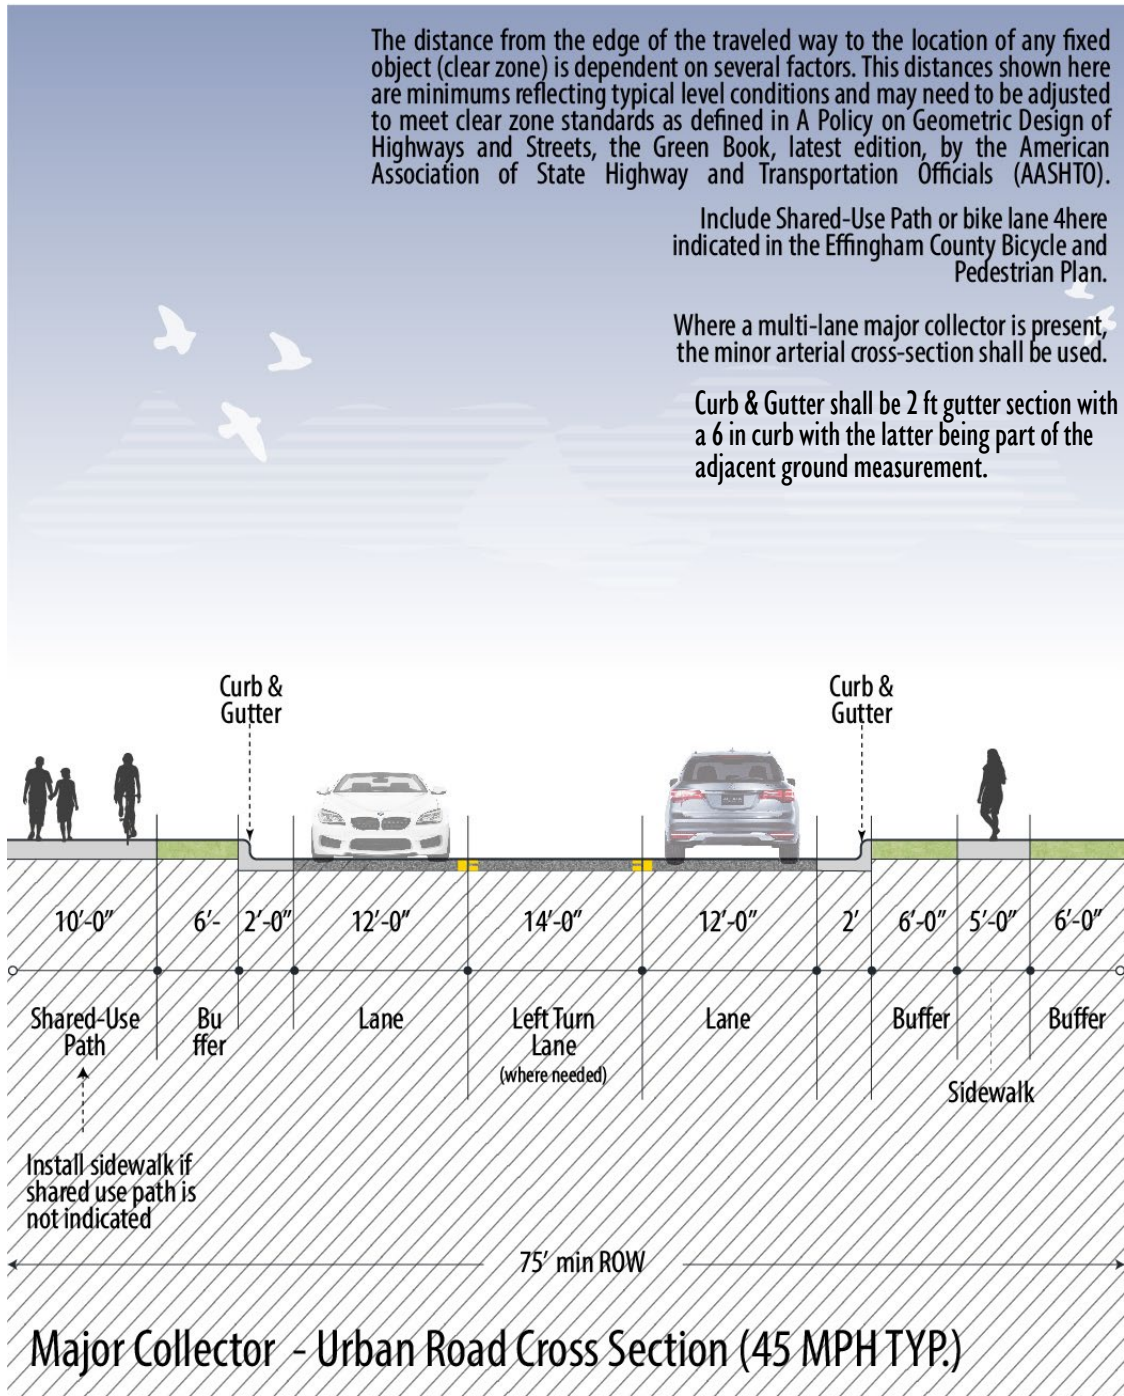 The distance from the edge of the traveled way to the location of any fixed
object (clear zone) is dependent on several factors. This distances shown here
are minimums reflecting typical level conditions and may need to be adjusted
to meet clear zone standards as defined in A Policy on Geometric Design of
Highways and Streets, the Green Book, latest edition, by the American
Association of State Highway and Transportation Officials (AASHTO).
Include Shared-Use Path or bike lane 4here
indicated in the Effingham County Bicycle and
Pedestrian Plan.
Where a multi-lane major collector is present,
the minor arterial cross-section shall be used.
Curb & Gutter shall be 2 ft gutter section with
a 6 in curb with the latter being part of the
adjacent ground measurement.
Curb &
Gutter
Curb &
Gutter
10'-0" 6'- 2'-0" 12'-0" 14'-0" 12'-0" 2' 6'-0" 5'-0" 6'-0"
Shared-Use
Path
Bu
ffer
Lane
Left Turn
Lane
(where needed)
Lane
Buffer
Sidewalk
Buffer
Install sidewalk if
shared use path is
not indicated
75' min ROW
Major Collector - Urban Road Cross Section (45 MPH TYP.)